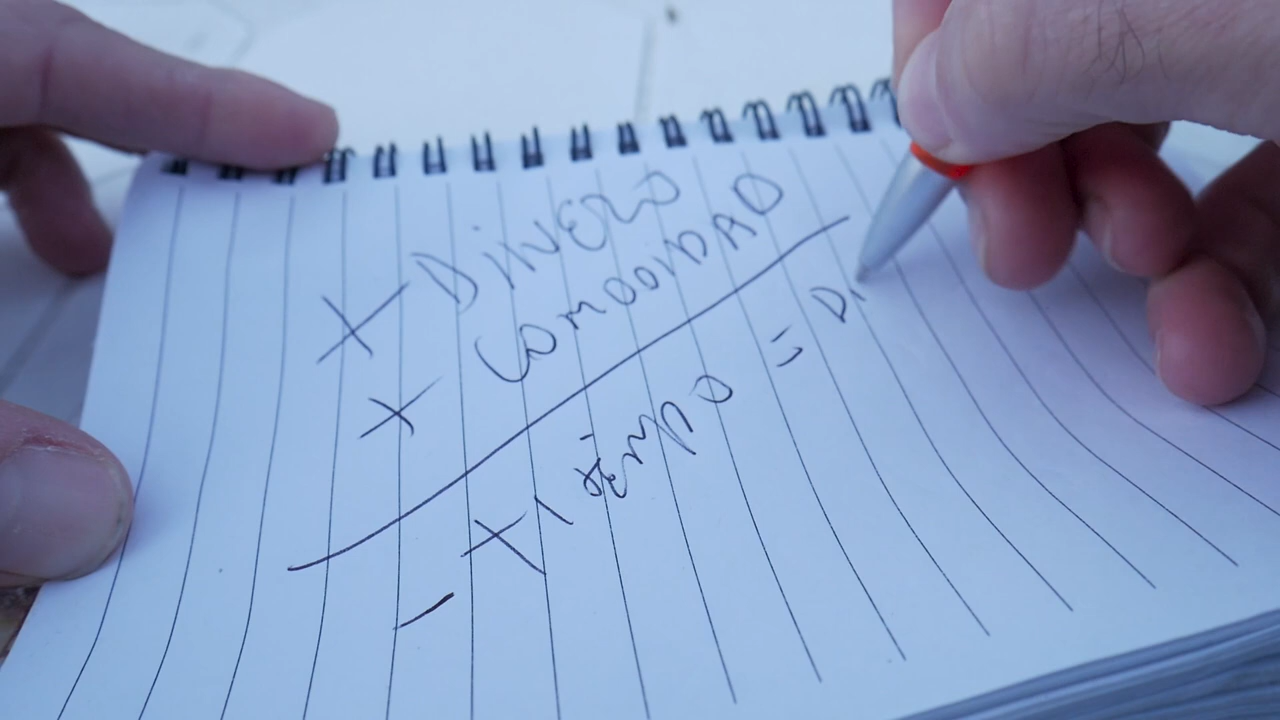 + DINERO
+ COMODIDAD
- TIEMPO = DI